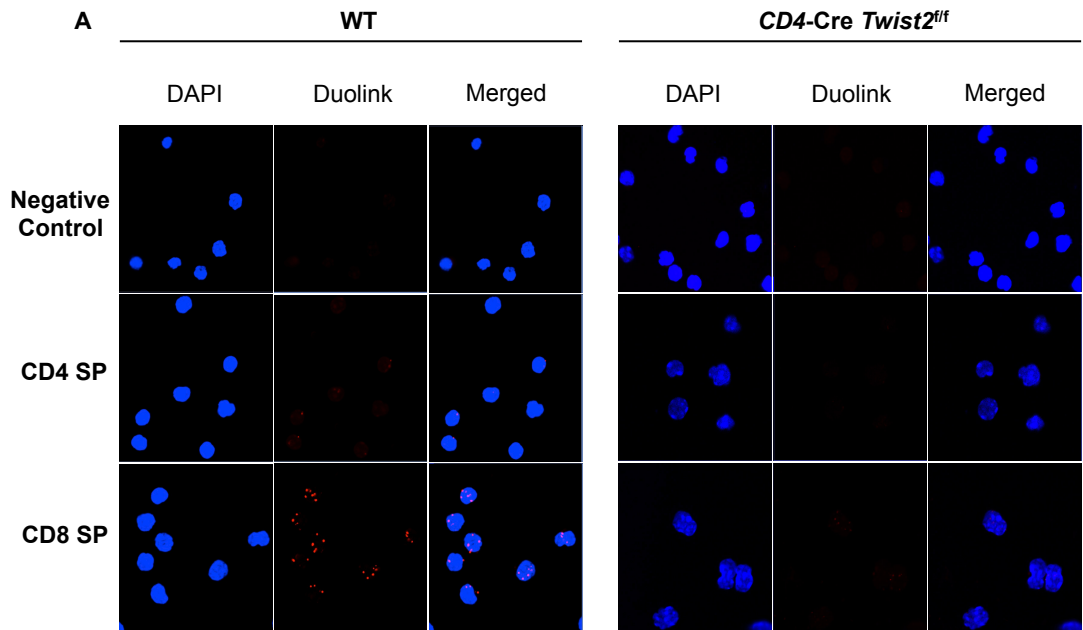 A
WT
CD4-Cre Twist2f/f
DAPI Duolink Merged
DAPI Duolink Merged
Negative
Control
CD4 SP
CD8 SP